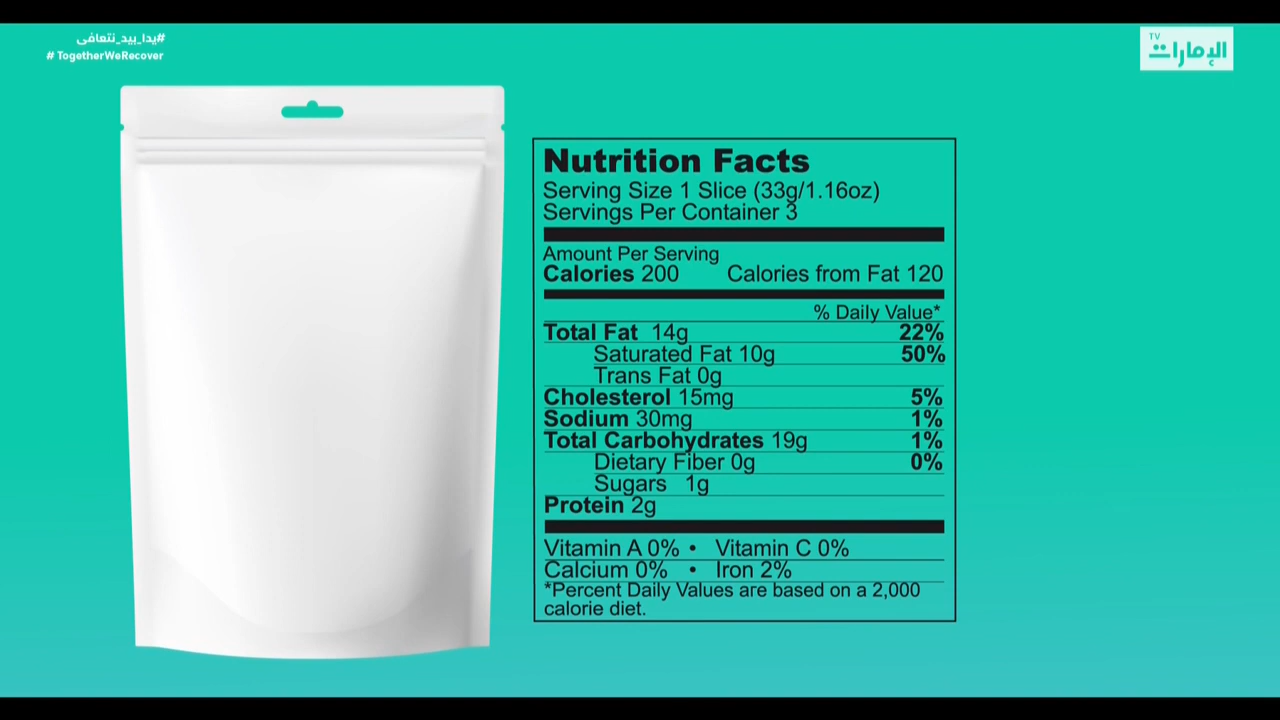 #يدا_بيد_نتعافى
# TogetherWeRecover
TV
الإمارات
Nutrition Facts
Serving Size 1 Slice (33g/1.16oz)
Servings Per Container 3
Amount Per Serving
Calories 200 Calories from Fat 120
% Daily Value*
Total Fat 14g 22%
Saturated Fat 10g 50%
Trans Fat 0g
Cholesterol 15mg 5%
Sodium 30mg 1%
Total Carbohydrates 19g 1%
Dietary Fiber 0g 0%
Sugars 1g
Protein 2g
Vitamin A 0% • Vitamin C 0%
Calcium 0% • Iron 2%
*Percent Daily Values are based on a 2,000
calorie diet.